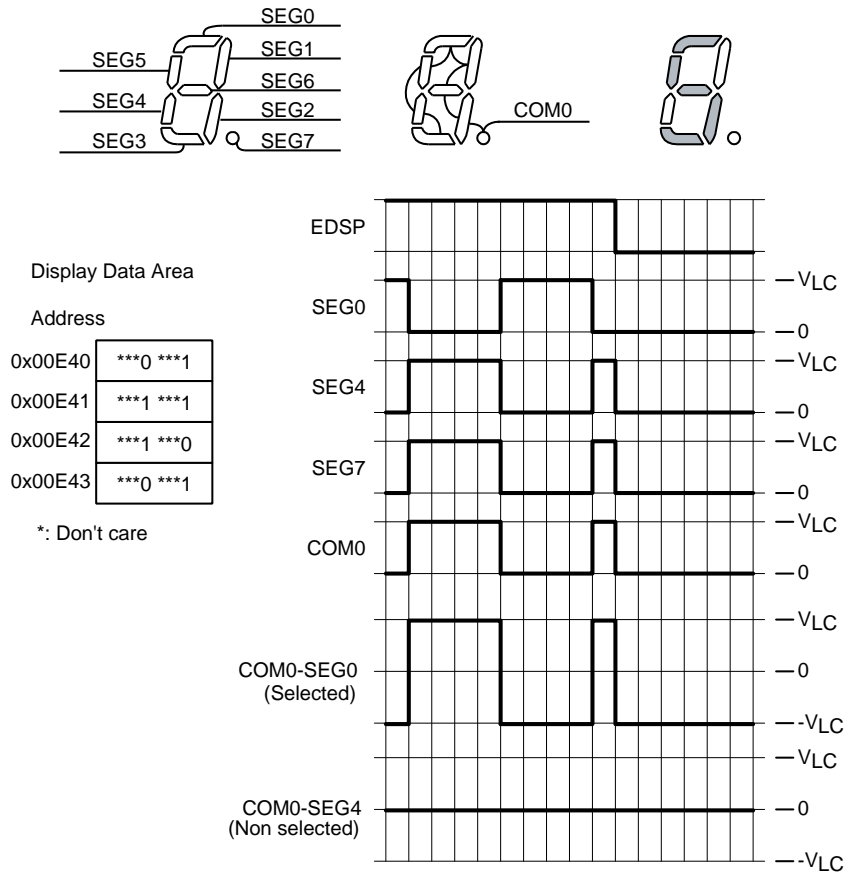 SEG0
SEG1
SEG5
SEG6
SEG4
SEG2
SEG3
SEG7
COM0
EDSP
Display Data Area
Address
0x00E40 ***0 ***1
0x00E41 ***1 ***1
0x00E42 ***1 ***0
0x00E43 ***0 ***1
*: Don't care
SEG0
VLC
0
SEG4
VLC
0
SEG7
VLC
0
COM0
VLC
0
COM0-SEG0
(Selected)
VLC
0
-VLC
COM0-SEG4
(Non selected)
VLC
0
-VLC